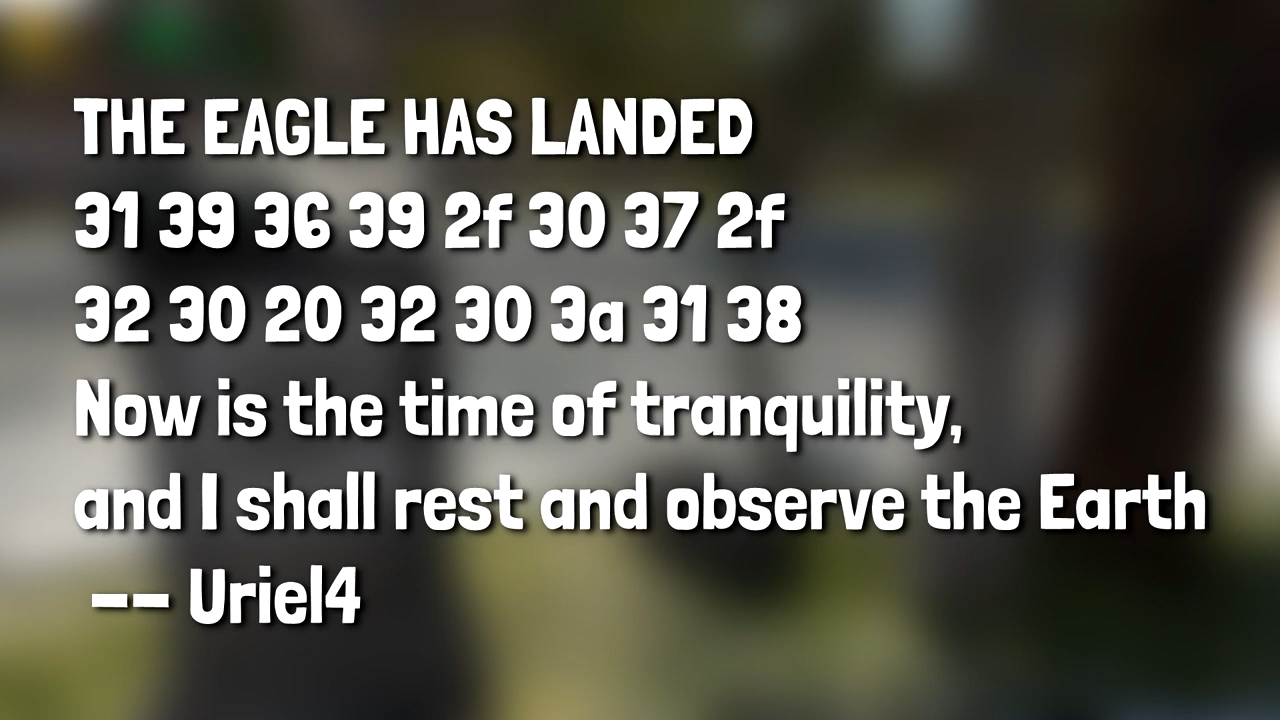 THE EAGLE HAS LANDED
31 39 36 39 2f 30 37 2f
32 30 20 32 30 3a 31 38
Now is the time of tranquility,
and I shall rest and observe the Earth
-- Uriel4